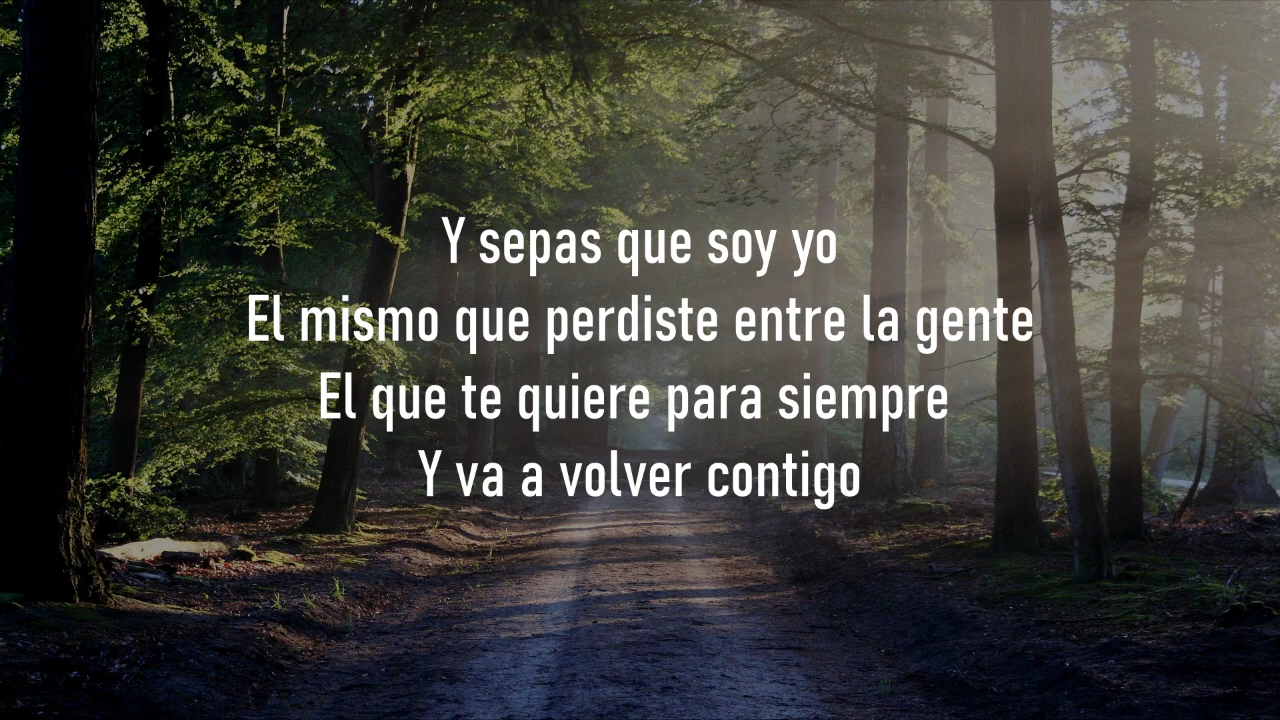 Y sepas que soy yo
El mismo que perdiste entre la gente
El que te quiere para siempre
Y va a volver contigo